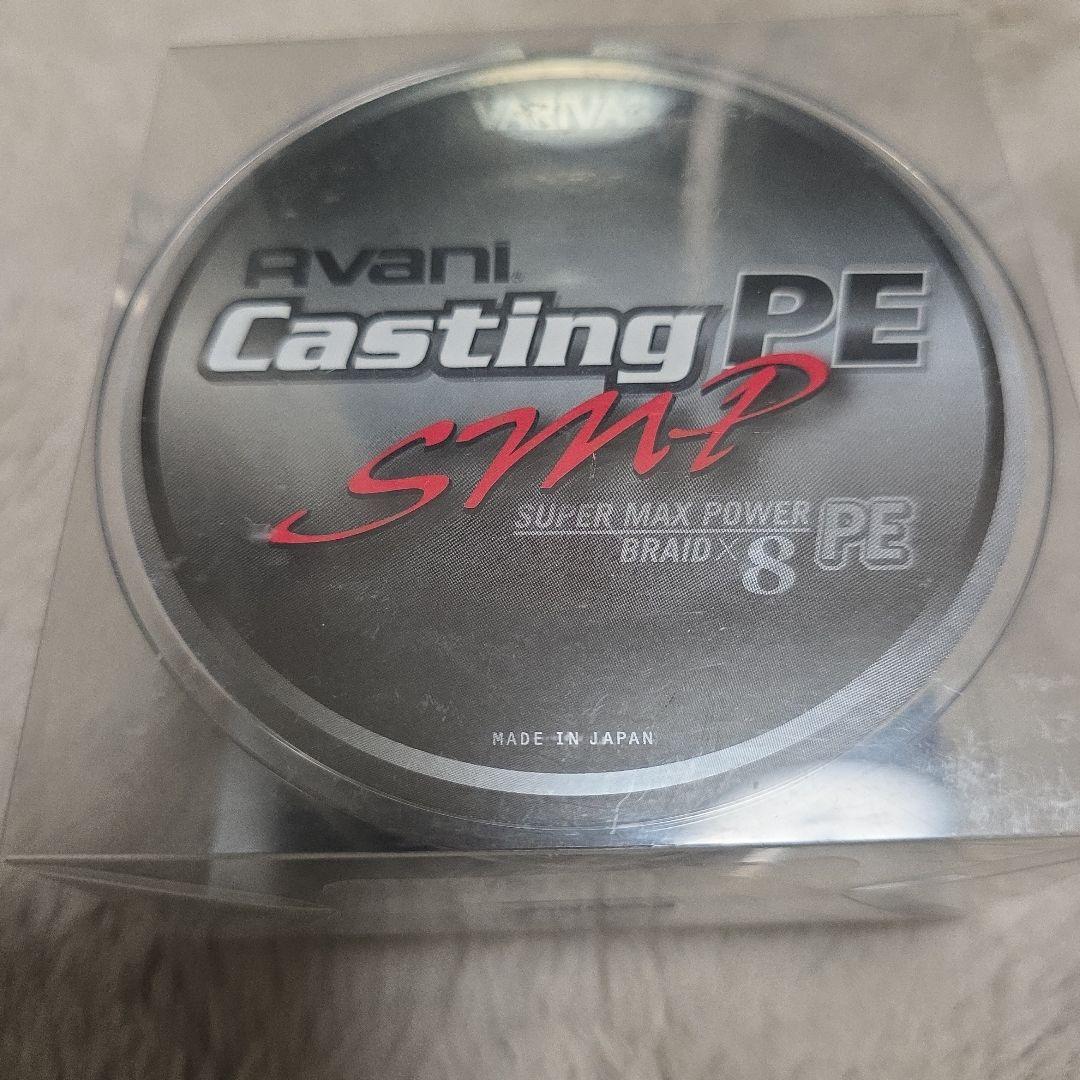 VARIVAS
Avani®
Casting PE
SMP
SUPER MAX POWER
BRAID×8 PE
MADE IN JAPAN